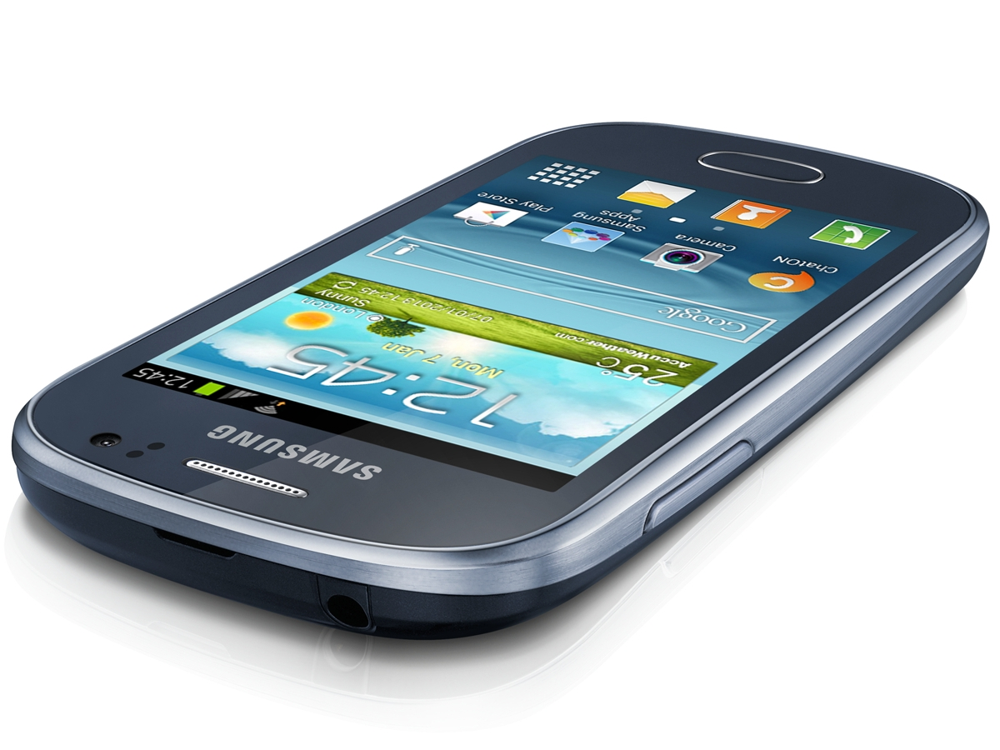 SAMSUNG
12:45
12:45
Mon, 7 Jan
London
25°C Sunny
AccuWeather.com 07/01/2013 12:45
Google
ChatON Camera Samsung Apps Play Store